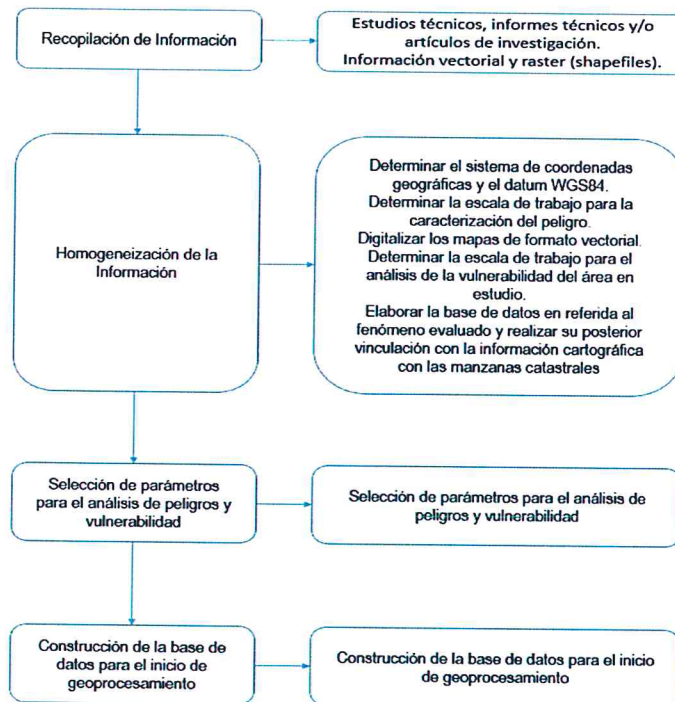 Recopilación de Información
Estudios técnicos, informes técnicos y/o
artículos de investigación.
Información vectorial y raster (shapefiles).
Homogeneización de la
Información
Determinar el sistema de coordenadas
geográficas y el datum WGS84.
Determinar la escala de trabajo para la
caracterización del peligro.
Digitalizar los mapas de formato vectorial.
Determinar la escala de trabajo para el
análisis de la vulnerabilidad del área en
estudio.
Elaborar la base de datos en referida al
fenómeno evaluado y realizar su posterior
vinculación con la información cartográfica
con las manzanas catastrales
Selección de parámetros
para el análisis de peligros y
vulnerabilidad
Selección de parámetros para el análisis de
peligros y vulnerabilidad
Construcción de la base de
datos para el inicio de
geoprocesamiento
Construcción de la base de datos para el inicio
de geoprocesamiento